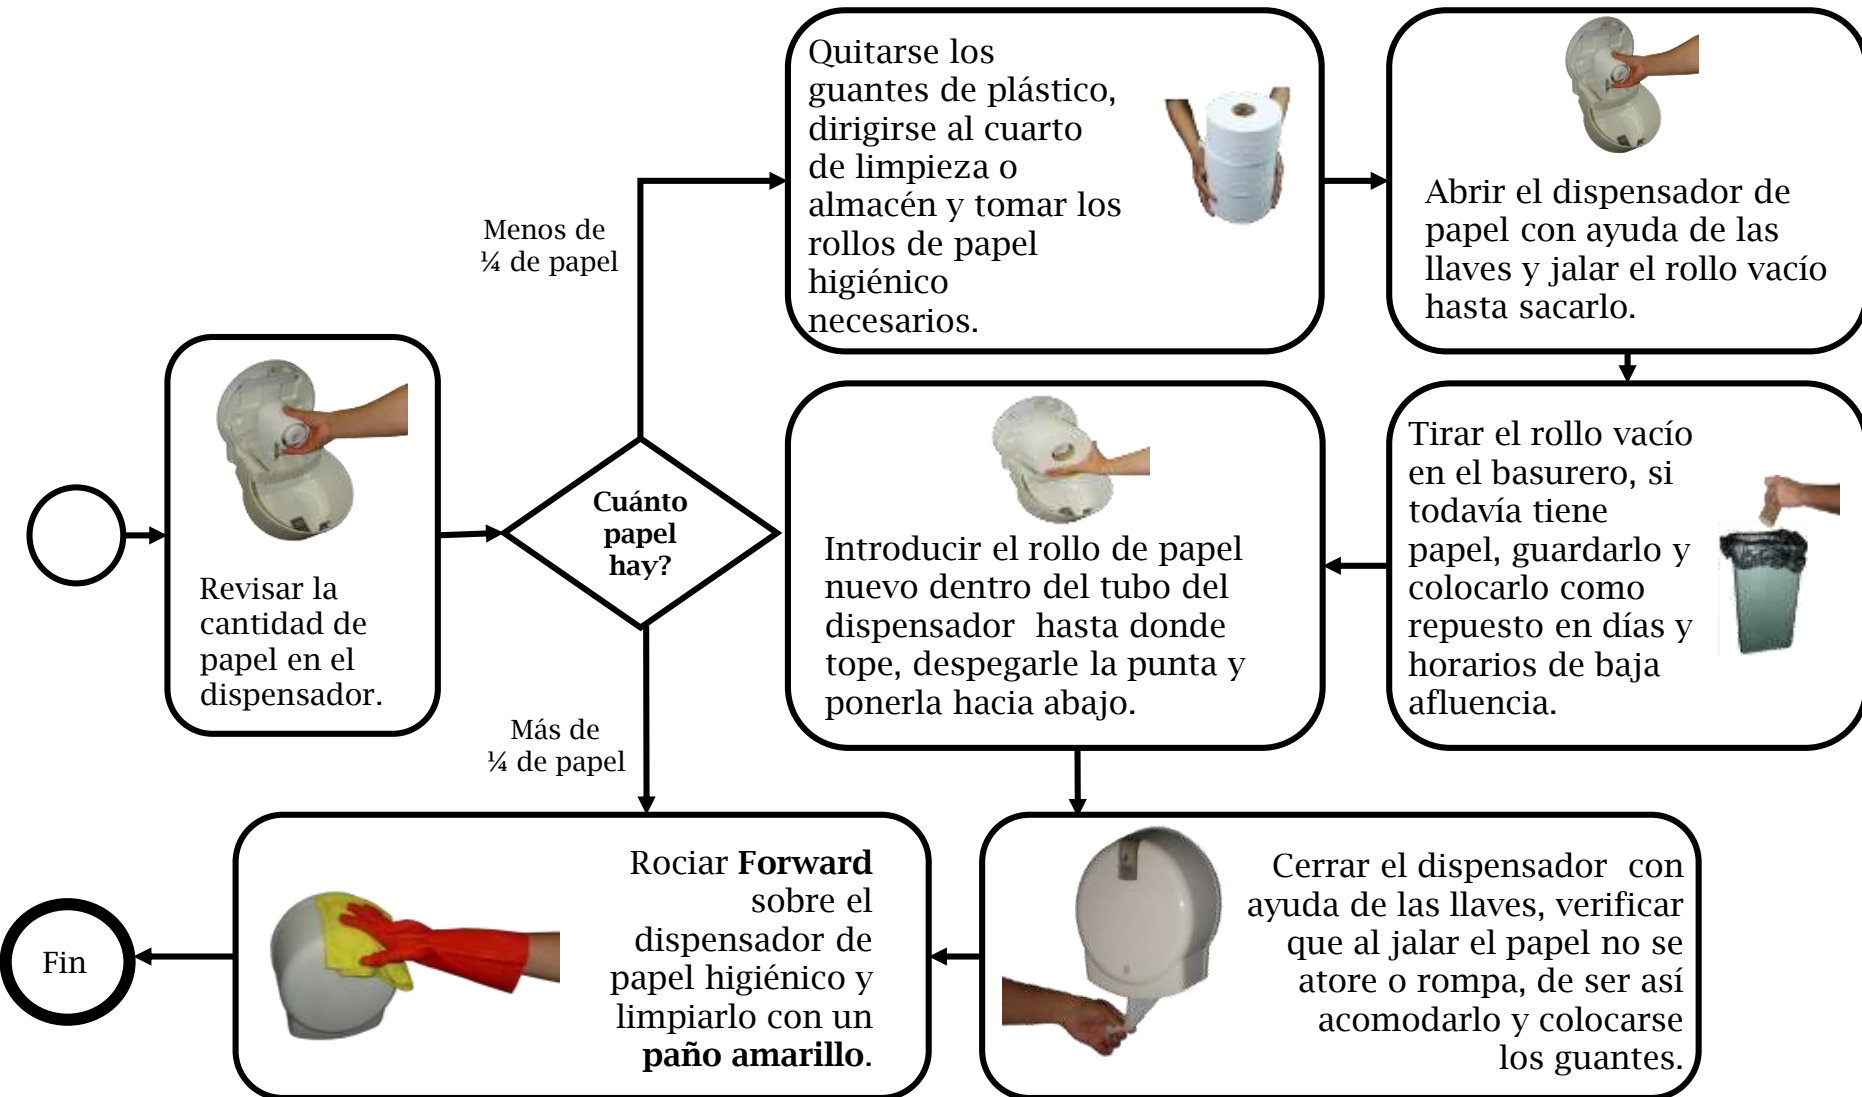 Revisar la
cantidad de
papel en el
dispensador.
Cuánto
papel
hay?
Menos de
¼ de papel
Quitarse los
guantes de plástico,
dirigirse al cuarto
de limpieza o
almacén y tomar los
rollos de papel
higiénico
necesarios.
Abrir el dispensador de
papel con ayuda de las
llaves y jalar el rollo vacío
hasta sacarlo.
Tirar el rollo vacío
en el basurero, si
todavía tiene
papel, guardarlo y
colocarlo como
repuesto en días y
horarios de baja
afluencia.
Introducir el rollo de papel
nuevo dentro del tubo del
dispensador  hasta donde
tope, despegarle la punta y
ponerla hacia abajo.
Más de
¼ de papel
Cerrar el dispensador  con
ayuda de las llaves, verificar
que al jalar el papel no se
atore o rompa, de ser así
acomodarlo y colocarse
los guantes.
Rociar Forward
sobre el
dispensador de
papel higiénico y
limpiarlo con un
paño amarillo.
Fin